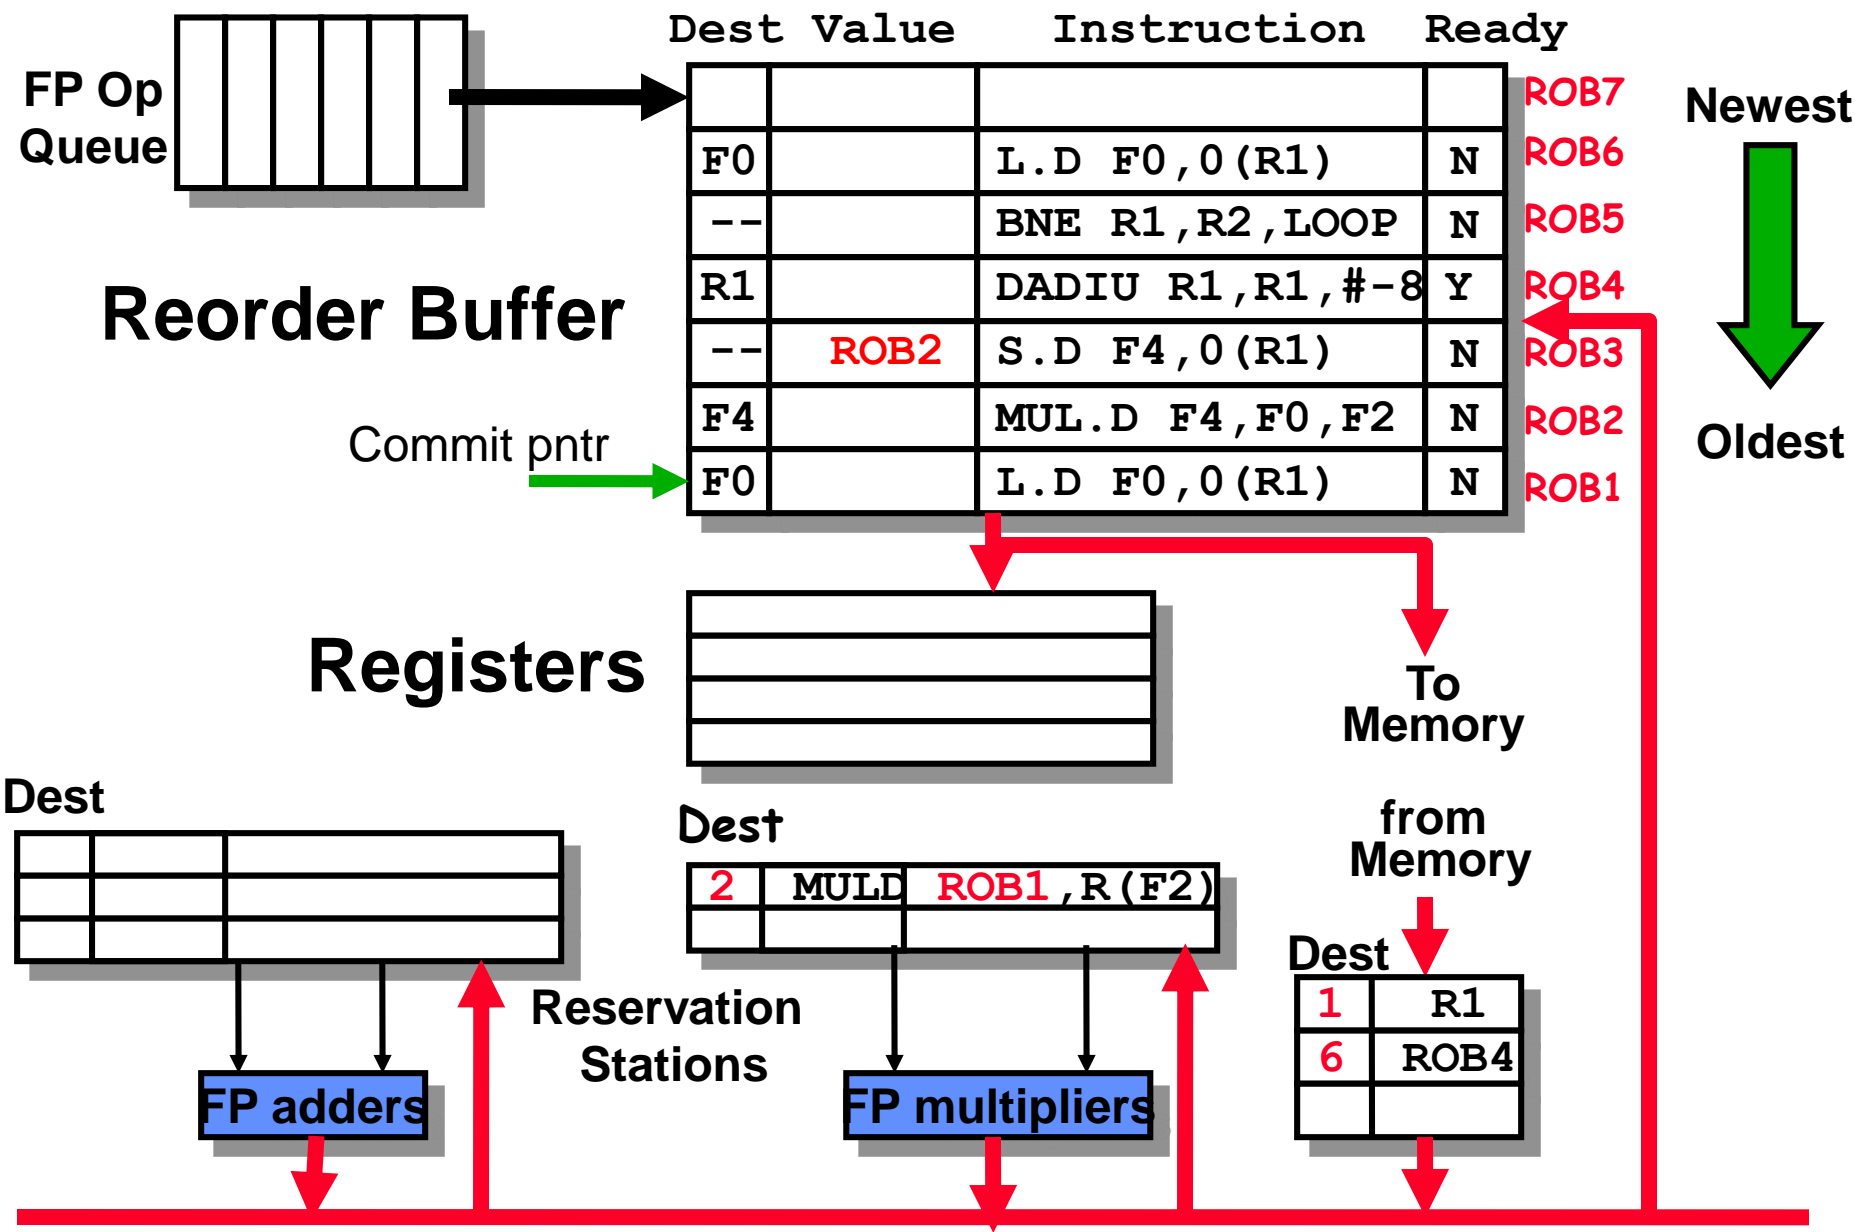 Dest Value Instruction Ready
FP Op
Queue
ROB7
F0 L.D F0,0(R1) N ROB6
-- BNE R1,R2,LOOP N ROB5
R1 DADIU R1,R1,#-8 Y ROB4
-- ROB2 S.D F4,0(R1) N ROB3
F4 MUL.D F4,F0,F2 N ROB2
F0 L.D F0,0(R1) N ROB1
Newest
Oldest
Reorder Buffer
Commit pntr
Registers
To
Memory
Dest
Dest
2 MULD ROB1,R(F2)
from
Memory
Dest
1 R1
6 ROB4
Reservation
Stations
FP adders
FP multipliers